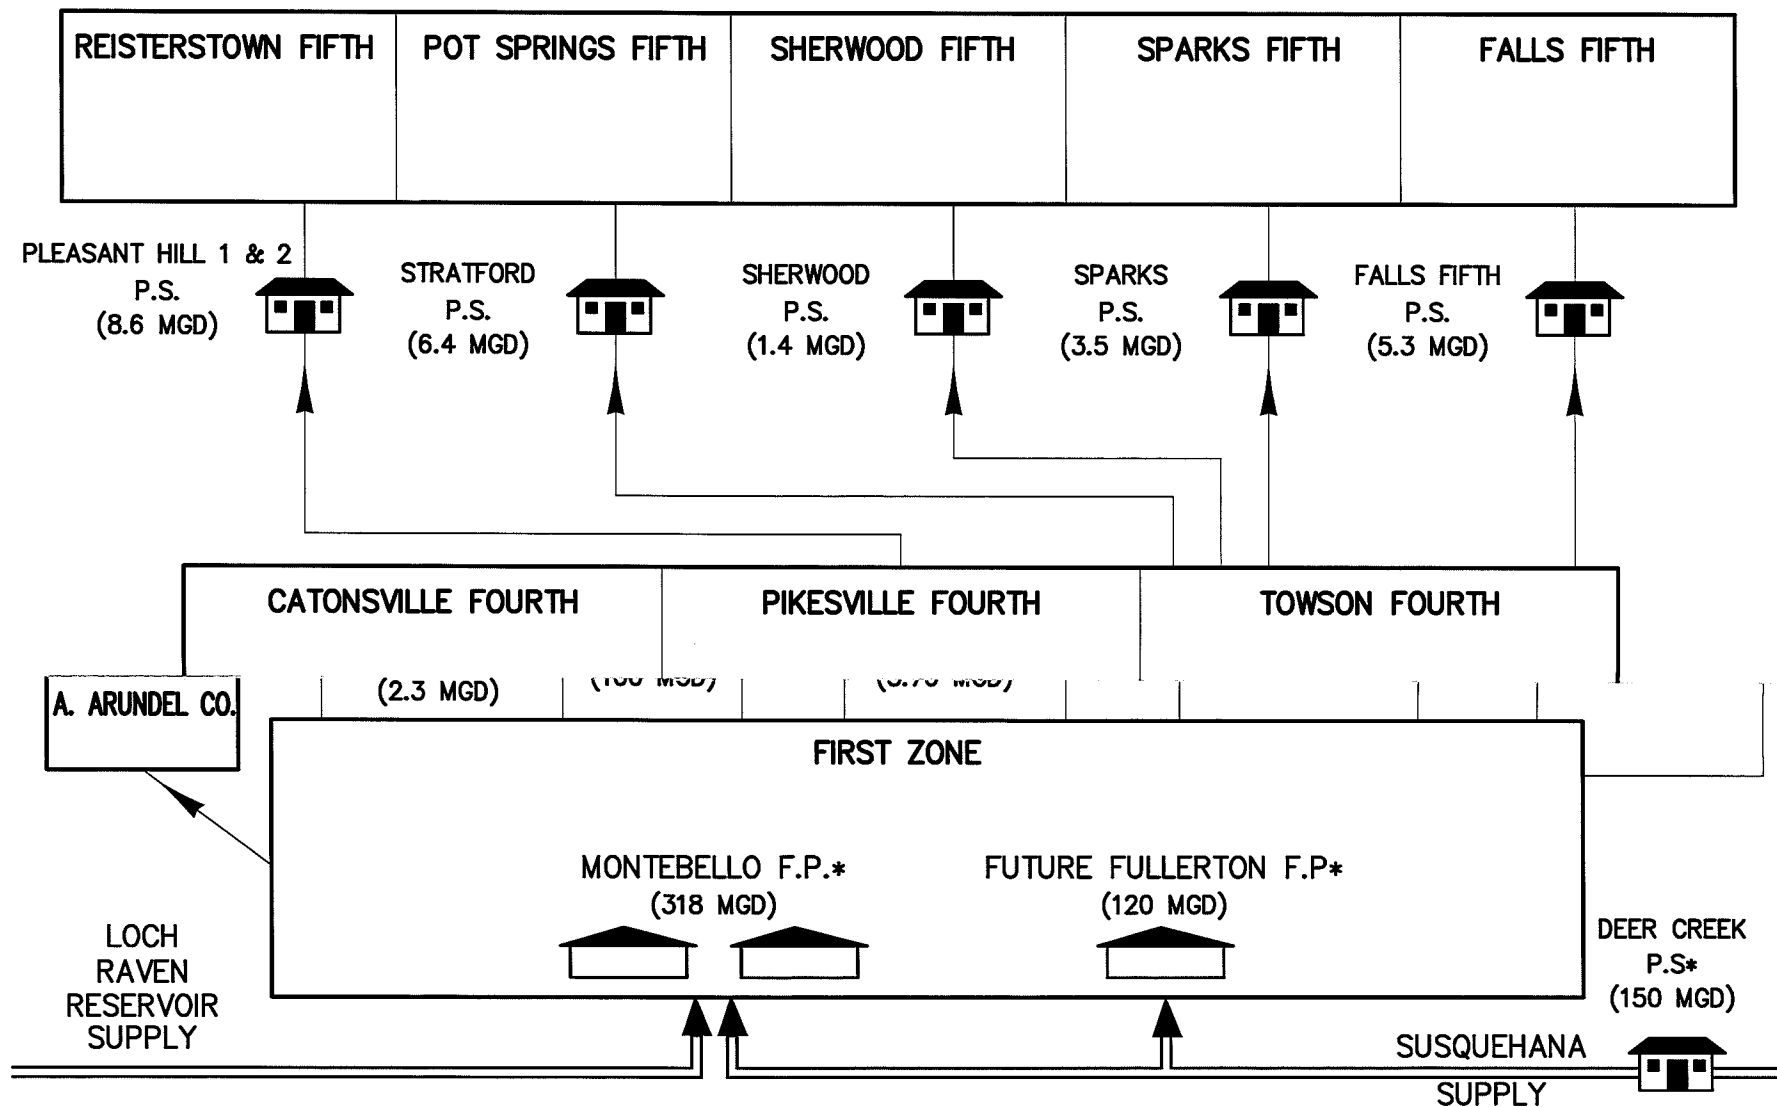 REISTERSTOWN FIFTH
POT SPRINGS FIFTH
SHERWOOD FIFTH
SPARKS FIFTH
FALLS FIFTH
PLEASANT HILL 1 & 2
P.S.
(8.6 MGD)
STRATFORD
P.S.
(6.4 MGD)
SHERWOOD
P.S.
(1.4 MGD)
SPARKS
P.S.
(3.5 MGD)
FALLS FIFTH
P.S.
(5.3 MGD)
CATONSVILLE FOURTH
PIKESVILLE FOURTH
TOWSON FOURTH
A. ARUNDEL CO.
(2.3 MGD)
FIRST ZONE
MONTEBELLO F.P.*
(318 MGD)
FUTURE FULLERTON F.P*
(120 MGD)
LOCH
RAVEN
RESERVOIR
SUPPLY
DEER CREEK
P.S*
(150 MGD)
SUSQUEHANA
SUPPLY